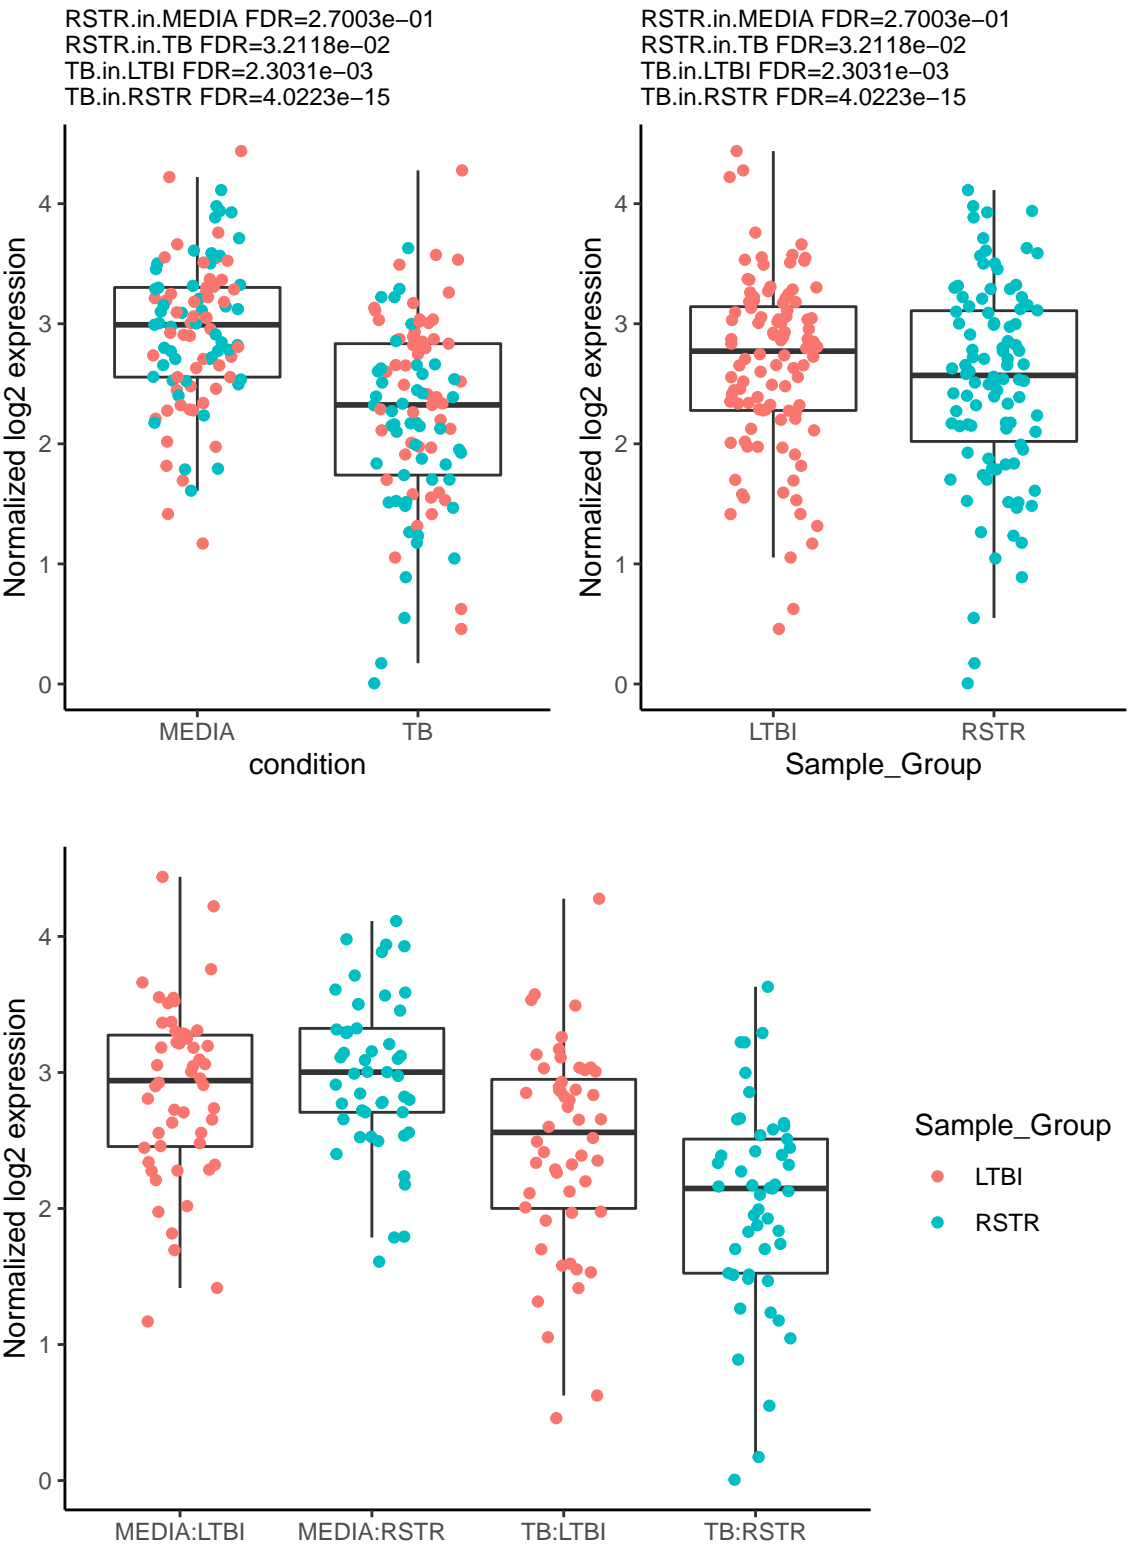 RSTR.in.MEDIA FDR=2.7003e−01
RSTR.in.TB FDR=3.2118e−02
TB.in.LTBI FDR=2.3031e−03
TB.in.RSTR FDR=4.0223e−15
Normalized log2 expression
4
3
2
1
0
MEDIA TB
condition
RSTR.in.MEDIA FDR=2.7003e−01
RSTR.in.TB FDR=3.2118e−02
TB.in.LTBI FDR=2.3031e−03
TB.in.RSTR FDR=4.0223e−15
Normalized log2 expression
4
3
2
1
0
LTBI RSTR
Sample_Group
Normalized log2 expression
4
3
2
1
0
MEDIA:LTBI MEDIA:RSTR TB:LTBI TB:RSTR
Sample_Group
LTBI
RSTR